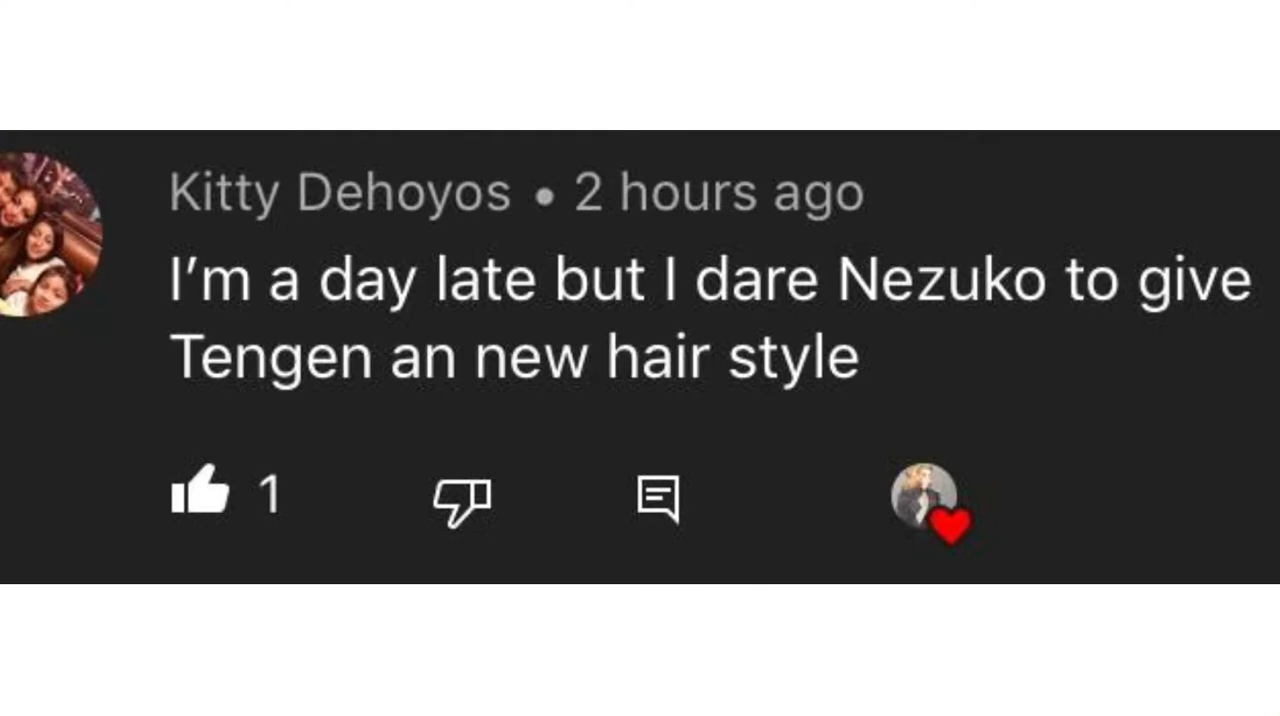 Kitty Dehoyos • 2 hours ago
I’m a day late but I dare Nezuko to give
Tengen an new hair style
1